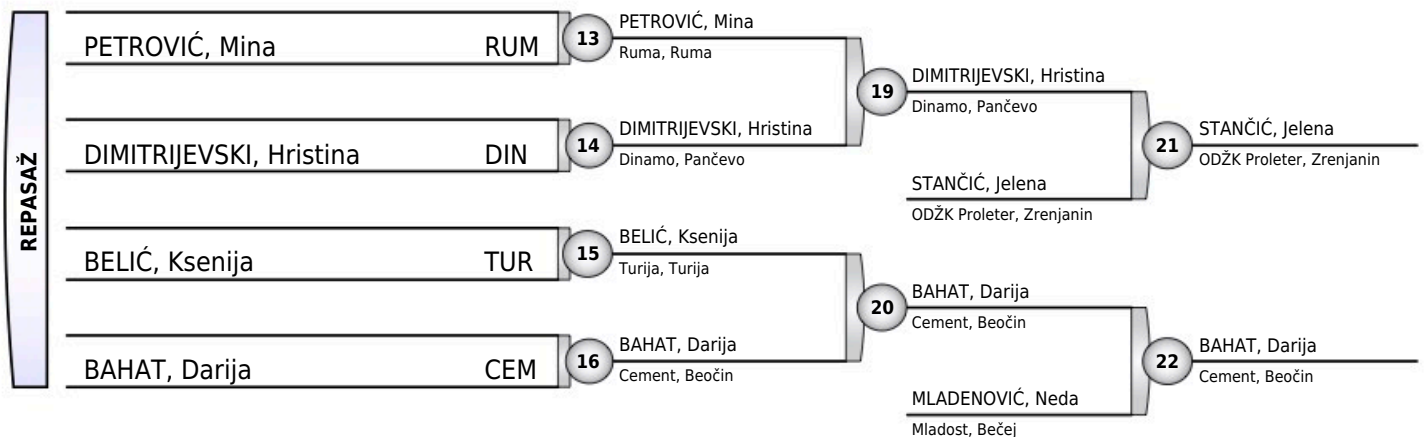 REPASAŽ
PETROVIĆ, Mina RUM
13
PETROVIĆ, Mina
Ruma, Ruma
DIMITRIJEVSKI, Hristina DIN
14
DIMITRIJEVSKI, Hristina
Dinamo, Pančevo
BELIĆ, Ksenija TUR
15
BELIĆ, Ksenija
Turija, Turija
BAHAT, Darija CEM
16
BAHAT, Darija
Cement, Beočin
19
DIMITRIJEVSKI, Hristina
Dinamo, Pančevo
STANČIĆ, Jelena
ODŽK Proleter, Zrenjanin
20
BAHAT, Darija
Cement, Beočin
MLADENOVIĆ, Neda
Mladost, Bečej
21
STANČIĆ, Jelena
ODŽK Proleter, Zrenjanin
22
BAHAT, Darija
Cement, Beočin